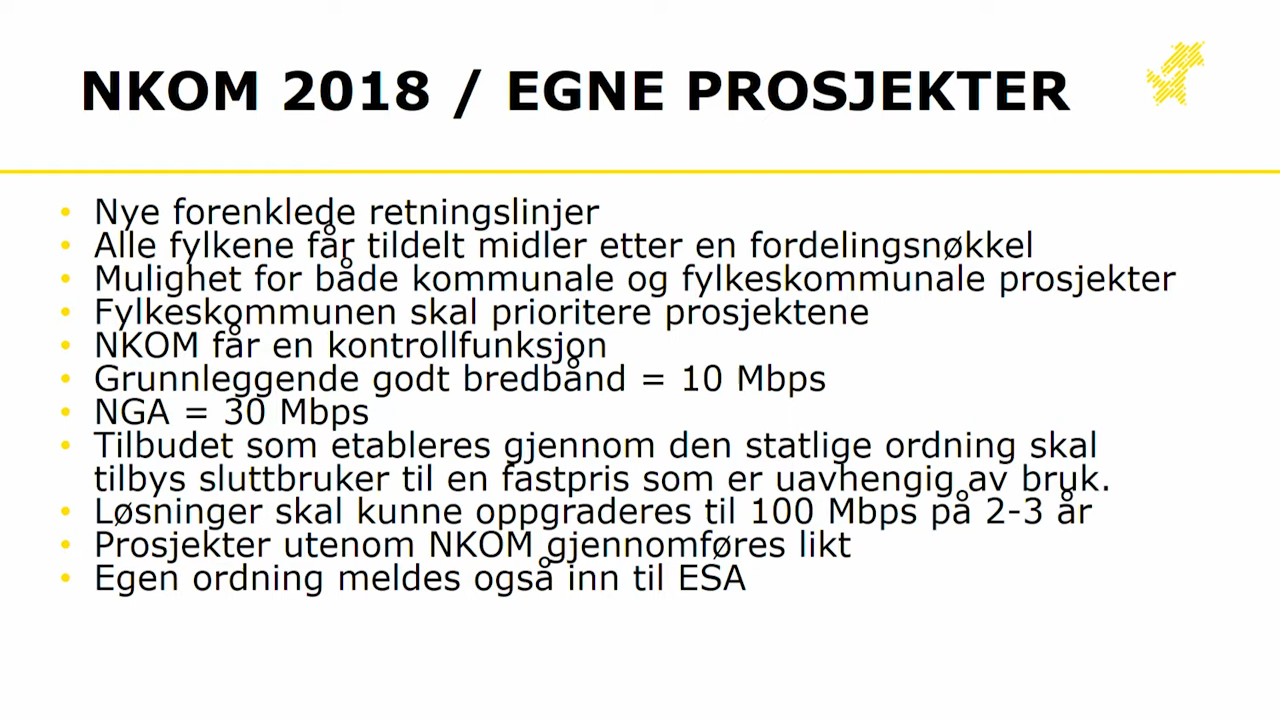 NKOM 2018 / EGNE PROSJEKTER
• Nye forenklede retningslinjer
• Alle fylkene får tildelt midler etter en fordelingsnøkkel
• Mulighet for både kommunale og fylkeskommunale prosjekter
• Fylkeskommunen skal prioritere prosjektene
• NKOM får en kontrollfunksjon
• Grunnleggende godt bredbånd = 10 Mbps
• NGA = 30 Mbps
• Tilbudet som etableres gjennom den statlige ordning skal
tilbys sluttbruker til en fastpris som er uavhengig av bruk.
• Løsninger skal kunne oppgraderes til 100 Mbps på 2-3 år
• Prosjekter utenom NKOM gjennomføres likt
• Egen ordning meldes også inn til ESA